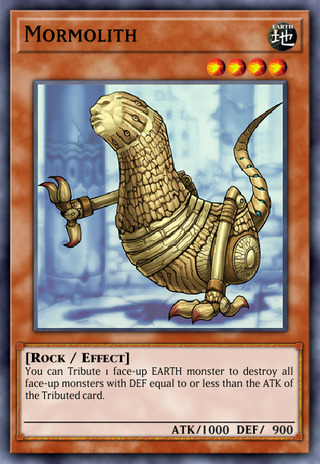 Mormolith
EARTH
地
[Rock / Effect]
You can Tribute 1 face-up EARTH monster to destroy all
face-up monsters with DEF equal to or less than the ATK of
the Tributed card.
ATK/1000 DEF/ 900